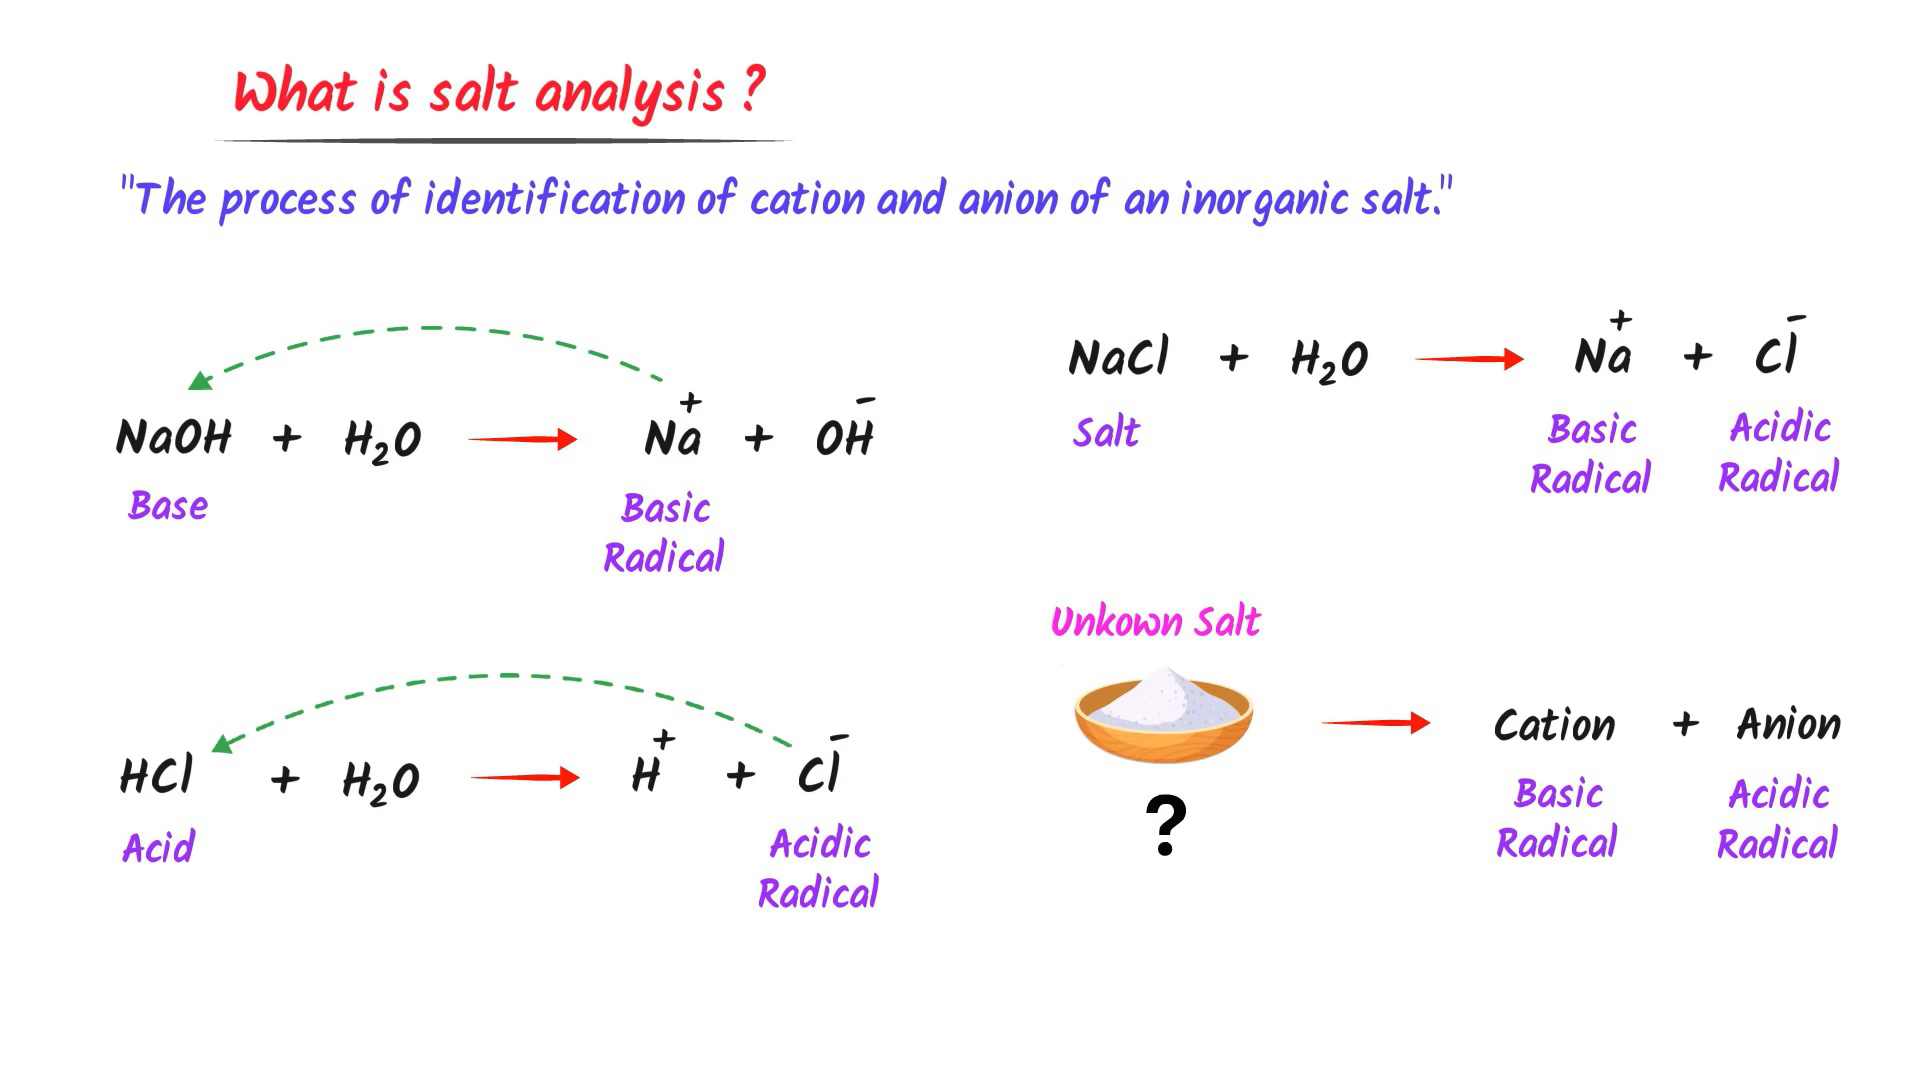 What is salt analysis ?
"The process of identification of cation and anion of an inorganic salt."
NaOH + H₂O → Na⁺ + OH⁻
Base
Basic
Radical
HCl + H₂O → H⁺ + Cl⁻
Acid
Acidic
Radical
NaCl + H₂O → Na⁺ + Cl⁻
Salt
Basic Acidic
Radical Radical
Unkown Salt
→ Cation + Anion
?
Basic Acidic
Radical Radical